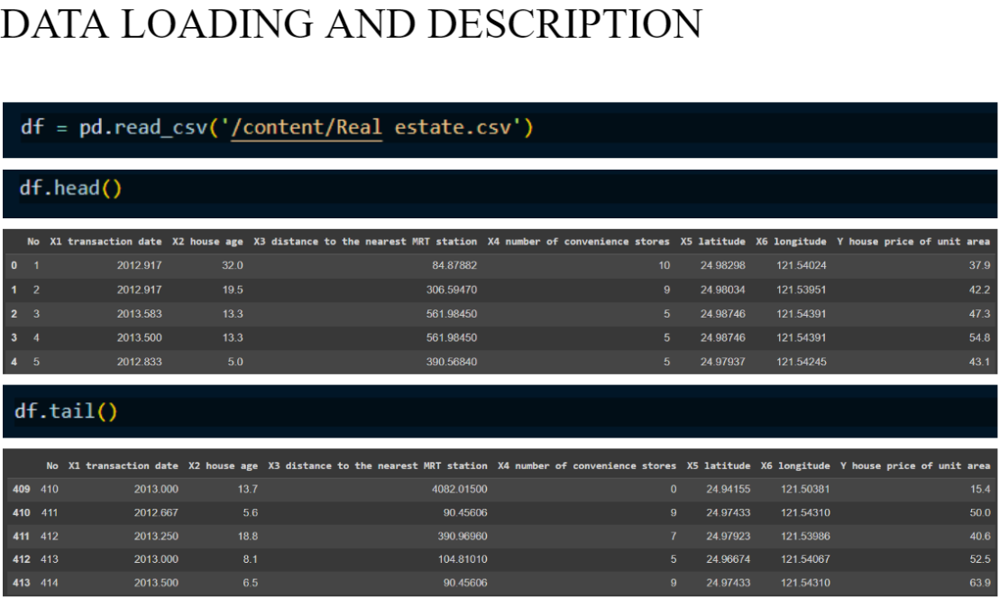 DATA LOADING AND DESCRIPTION
df = pd.read_csv('/content/Real estate.csv')
df.head()
No X1 transaction date X2 house age X3 distance to the nearest MRT station X4 number of convenience stores X5 latitude X6 longitude Y house price of unit area
0 1 2012.917 32.0 84.87882 10 24.98298 121.54024 37.9
1 2 2012.917 19.5 306.59470 9 24.98034 121.53951 42.2
2 3 2013.583 13.3 561.98450 5 24.98746 121.54391 47.3
3 4 2013.500 13.3 561.98450 5 24.98746 121.54391 54.8
4 5 2012.833 5.0 390.56840 5 24.97937 121.54245 43.1
df.tail()
No X1 transaction date X2 house age X3 distance to the nearest MRT station X4 number of convenience stores X5 latitude X6 longitude Y house price of unit area
409 410 2013.000 13.7 4082.01500 0 24.94155 121.50381 15.4
410 411 2012.667 5.6 90.45606 9 24.97433 121.54310 50.0
411 412 2013.250 18.8 390.96960 7 24.97923 121.53986 40.6
412 413 2013.000 8.1 104.81010 5 24.96674 121.54067 52.5
413 414 2013.500 6.5 90.45606 9 24.97433 121.54310 63.9